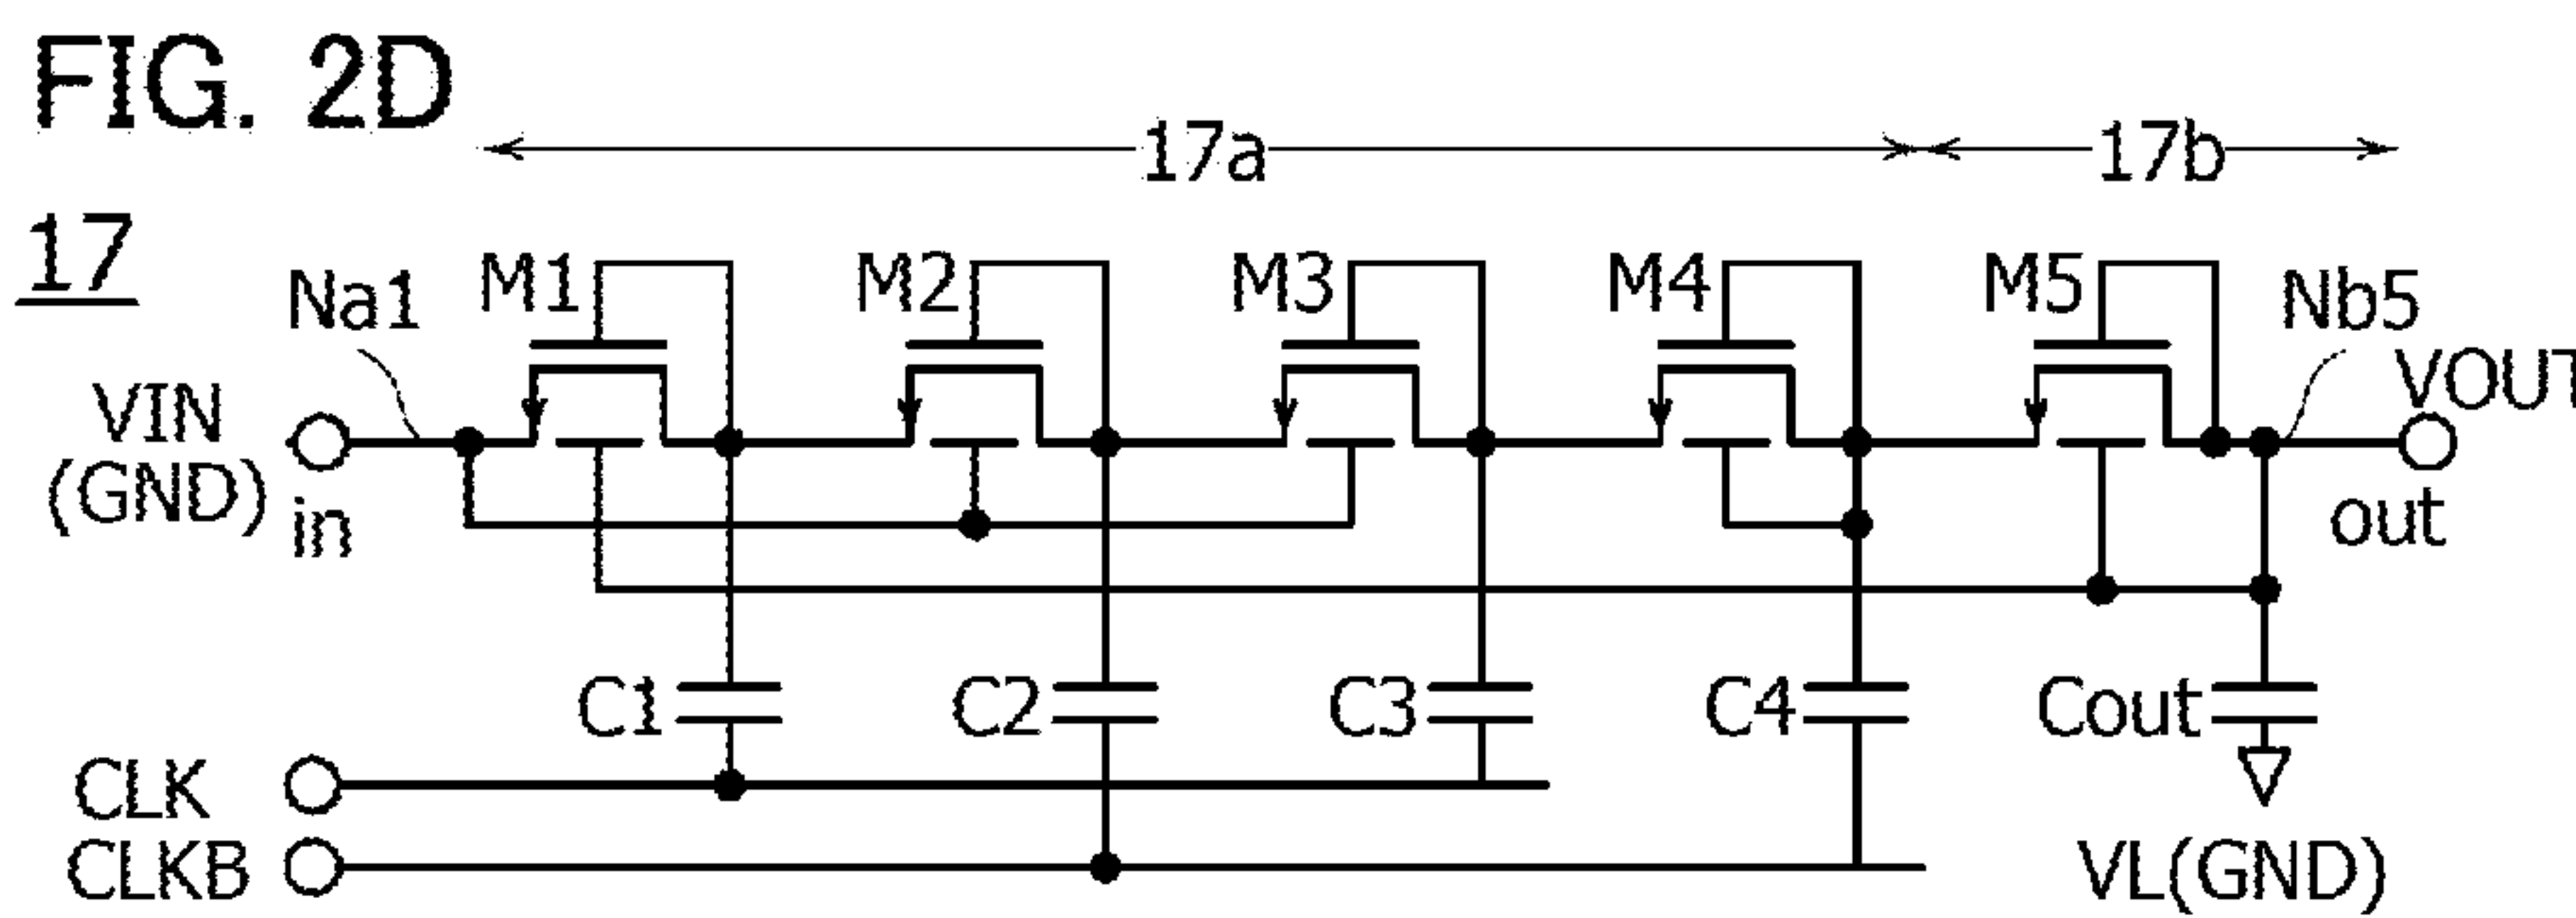 FIG. 2D
17a
17b
17
Na1
M1
M2
M3
M4
M5
Nb5
VIN
(GND)
in
VOUT
out
C1
C2
C3
C4
Cout
CLK
CLKB
VL(GND)